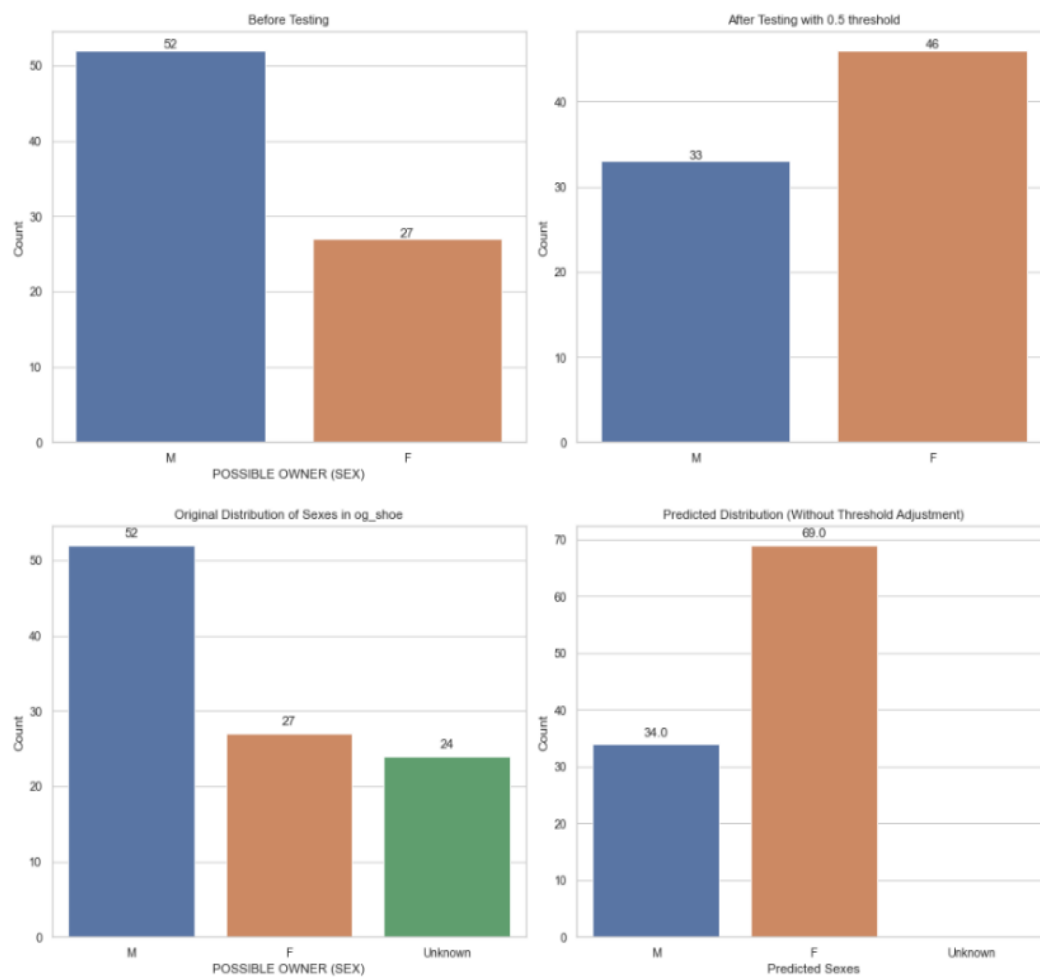 Before Testing
52
27
50
40
30
20
10
0
Count
M F
POSSIBLE OWNER (SEX)
After Testing with 0.5 threshold
46
33
40
30
20
10
0
Count
M F
Original Distribution of Sexes in og_shoe
52
27
24
50
40
30
20
10
0
Count
M F Unknown
POSSIBLE OWNER (SEX)
Predicted Distribution (Without Threshold Adjustment)
69.0
34.0
70
60
50
40
30
20
10
0
Count
M F Unknown
Predicted Sexes